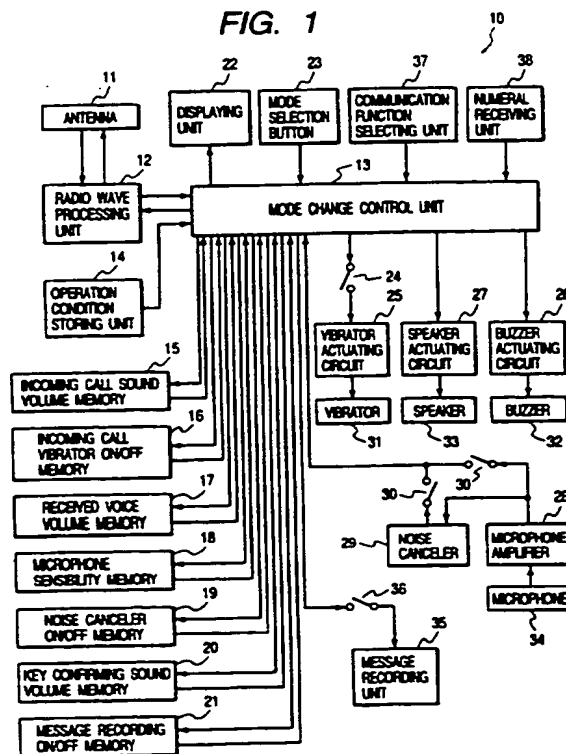 FIG. 1
10
11
ANTENNA
22
DISPLAYING
UNIT
23
MODE
SELECTION
BUTTON
37
COMMUNICATION
FUNCTION
SELECTING UNIT
38
NUMERAL
RECEIVING
UNIT
12
RADIO WAVE
PROCESSING
UNIT
13
MODE CHANGE CONTROL UNIT
14
OPERATION
CONDITION
STORING UNIT
24
25
VIBRATOR
ACTUATING
CIRCUIT
27
SPEAKER
ACTUATING
CIRCUIT
26
BUZZER
ACTUATING
CIRCUIT
15
INCOMING CALL SOUND
VOLUME MEMORY
VIBRATOR
31
SPEAKER
33
BUZZER
32
16
INCOMING CALL
VIBRATOR ON/OFF
MEMORY
17
RECEIVED VOICE
VOLUME MEMORY
30
30
28
18
MICROPHONE
SENSIBILITY MEMORY
29
NOISE
CANCELER
MICROPHONE
AMPLIFIER
19
NOISE CANCELER
ON/OFF MEMORY
36
MICROPHONE
34
20
KEY CONFIRMING SOUND
VOLUME MEMORY
35
MESSAGE
RECORDING
UNIT
21
MESSAGE RECORDING
ON/OFF MEMORY